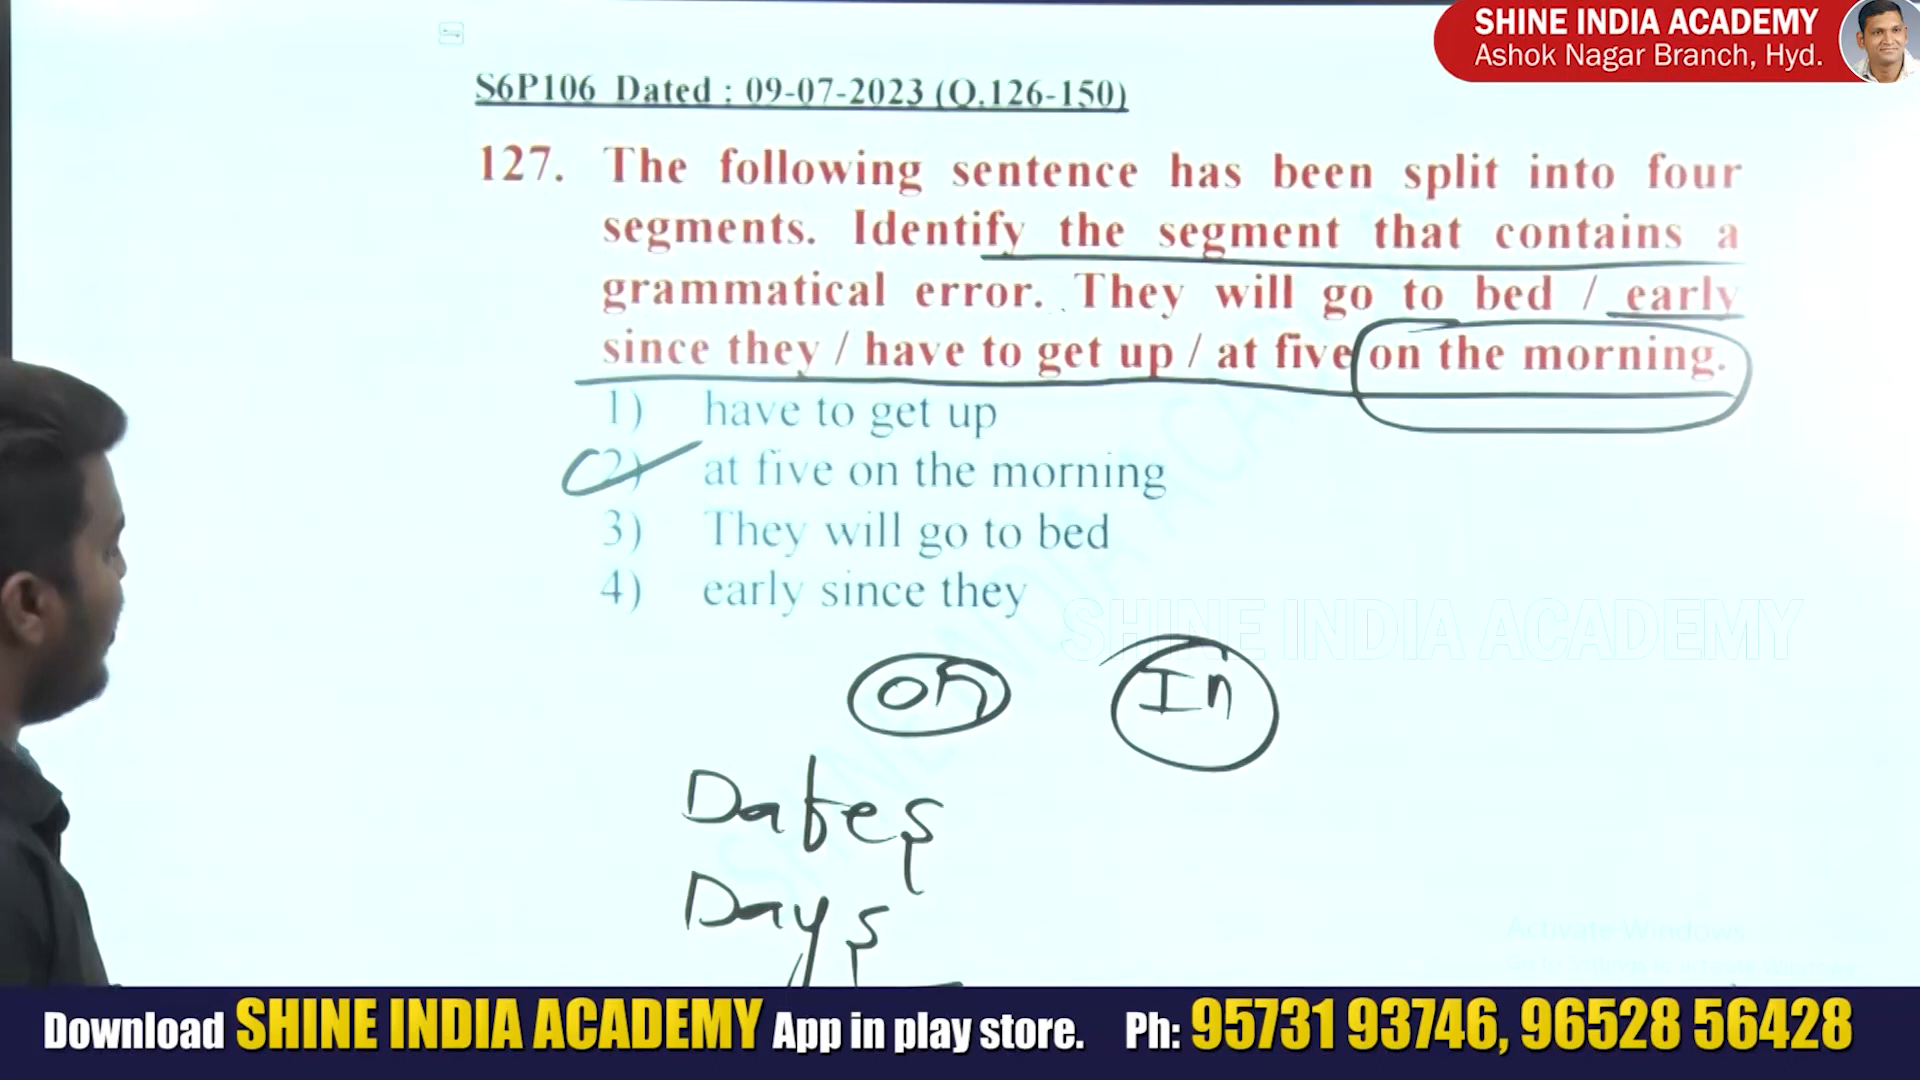 SHINE INDIA ACADEMY
Ashok Nagar Branch, Hyd.
S6P106 Dated : 09-07-2023 (Q.126-150)
127. The following sentence has been split into four
segments. Identify the segment that contains a
grammatical error. They will go to bed / early
since they / have to get up / at five on the morning.
1) have to get up
2) at five on the morning
3) They will go to bed
4) early since they
SHINE INDIA ACADEMY
on In
Dates
Days
Activate Windows
Download SHINE INDIA ACADEMY App in play store. Ph: 95731 93746, 96528 56428